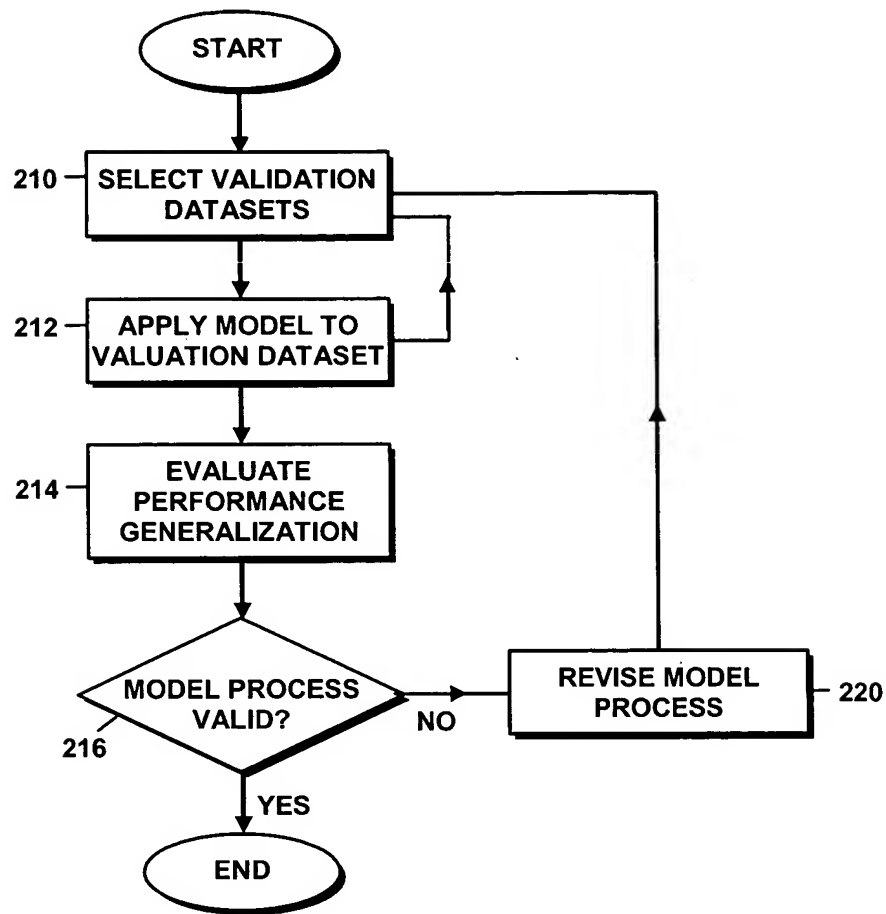 START
210
SELECT VALIDATION
DATASETS
212
APPLY MODEL TO
VALUATION DATASET
214
EVALUATE
PERFORMANCE
GENERALIZATION
MODEL PROCESS
VALID?
216
NO
REVISE MODEL
PROCESS
220
YES
END